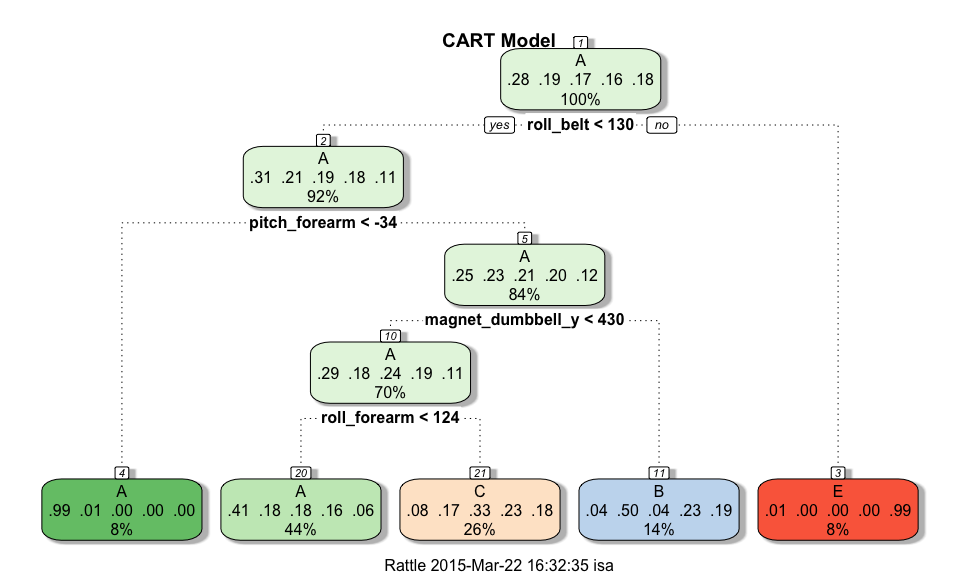 CART Model
1
A
.28 .19 .17 .16 .18
100%
yes roll_belt < 130 no
2
A
.31 .21 .19 .18 .11
92%
pitch_forearm < -34
5
A
.25 .23 .21 .20 .12
84%
magnet_dumbbell_y < 430
10
A
.29 .18 .24 .19 .11
70%
roll_forearm < 124
4
A
.99 .01 .00 .00 .00
8%
20
A
.41 .18 .18 .16 .06
44%
21
C
.08 .17 .33 .23 .18
26%
11
B
.04 .50 .04 .23 .19
14%
3
E
.01 .00 .00 .00 .99
8%
Rattle 2015-Mar-22 16:32:35 isa